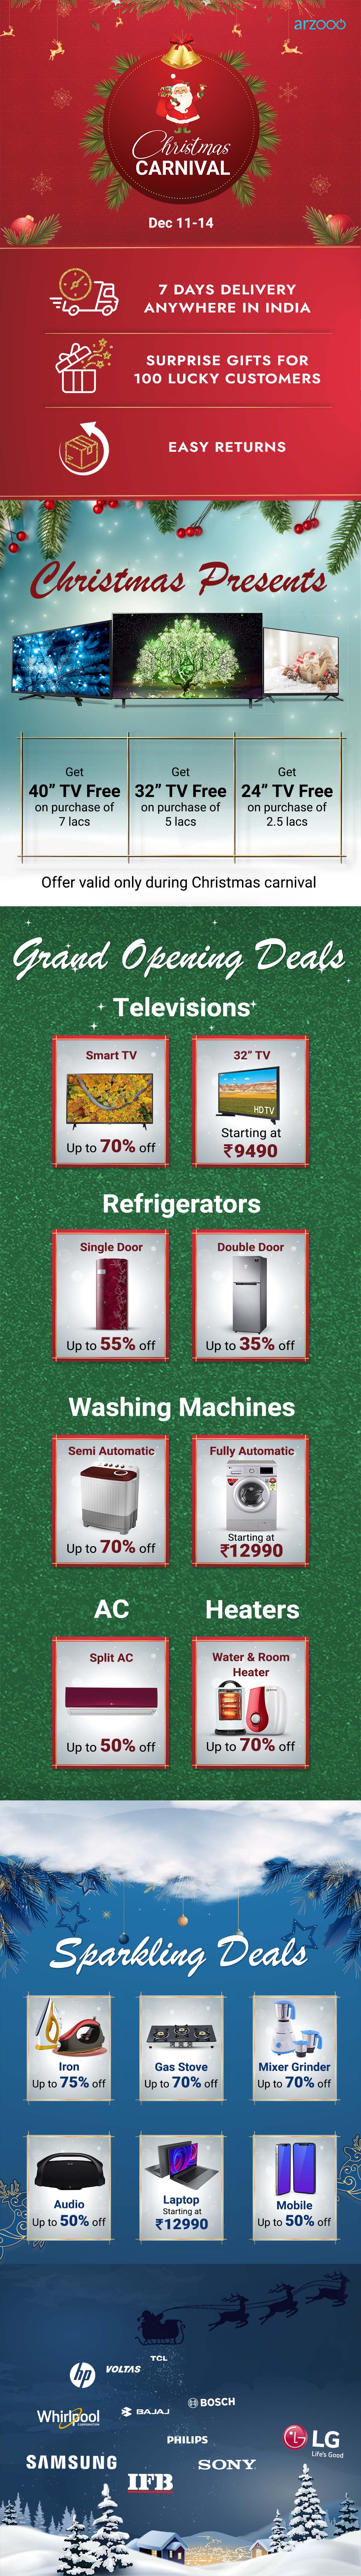 arzooo
Christmas
CARNIVAL
Dec 11-14
7 DAYS DELIVERY
ANYWHERE IN INDIA
SURPRISE GIFTS FOR
100 LUCKY CUSTOMERS
EASY RETURNS
Christmas Presents
Get
40” TV Free
on purchase of
7 lacs
Get
32” TV Free
on purchase of
5 lacs
Get
24” TV Free
on purchase of
2.5 lacs
Offer valid only during Christmas carnival
Grand Opening Deals
Televisions
Smart TV
Up to 70% off
32” TV
HD TV
Starting at
₹9490
Refrigerators
Single Door
Up to 55% off
Double Door
Up to 35% off
Washing Machines
Semi Automatic
Up to 70% off
Fully Automatic
Starting at
₹12990
AC
Split AC
Up to 50% off
Heaters
Water & Room
Heater
Up to 70% off
Sparkling Deals
Iron
Up to 75% off
Gas Stove
Up to 70% off
Mixer Grinder
Up to 70% off
Audio
Up to 50% off
Laptop
Starting at
₹12990
Mobile
Up to 50% off
TCL
hp
VOLTAS
BOSCH
Whirlpool
CORPORATION
BAJAJ
PHILIPS
LG
Life's Good
SAMSUNG
SONY
IFB